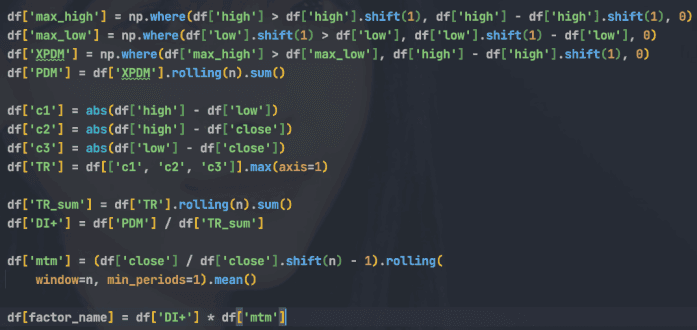 df['max_high'] = np.where(df['high'] > df['high'].shift(1), df['high'] - df['high'].shift(1), 0)
df['max_low'] = np.where(df['low'].shift(1) > df['low'], df['low'].shift(1) - df['low'], 0)
df['XPDM'] = np.where(df['max_high'] > df['max_low'], df['high'] - df['high'].shift(1), 0)
df['PDM'] = df['XPDM'].rolling(n).sum()
df['c1'] = abs(df['high'] - df['low'])
df['c2'] = abs(df['high'] - df['close'])
df['c3'] = abs(df['low'] - df['close'])
df['TR'] = df[['c1', 'c2', 'c3']].max(axis=1)
df['TR_sum'] = df['TR'].rolling(n).sum()
df['DI+'] = df['PDM'] / df['TR_sum']
df['mtm'] = (df['close'] / df['close'].shift(n) - 1).rolling(
    window=n, min_periods=1).mean()
df[factor_name] = df['DI+'] * df['mtm']